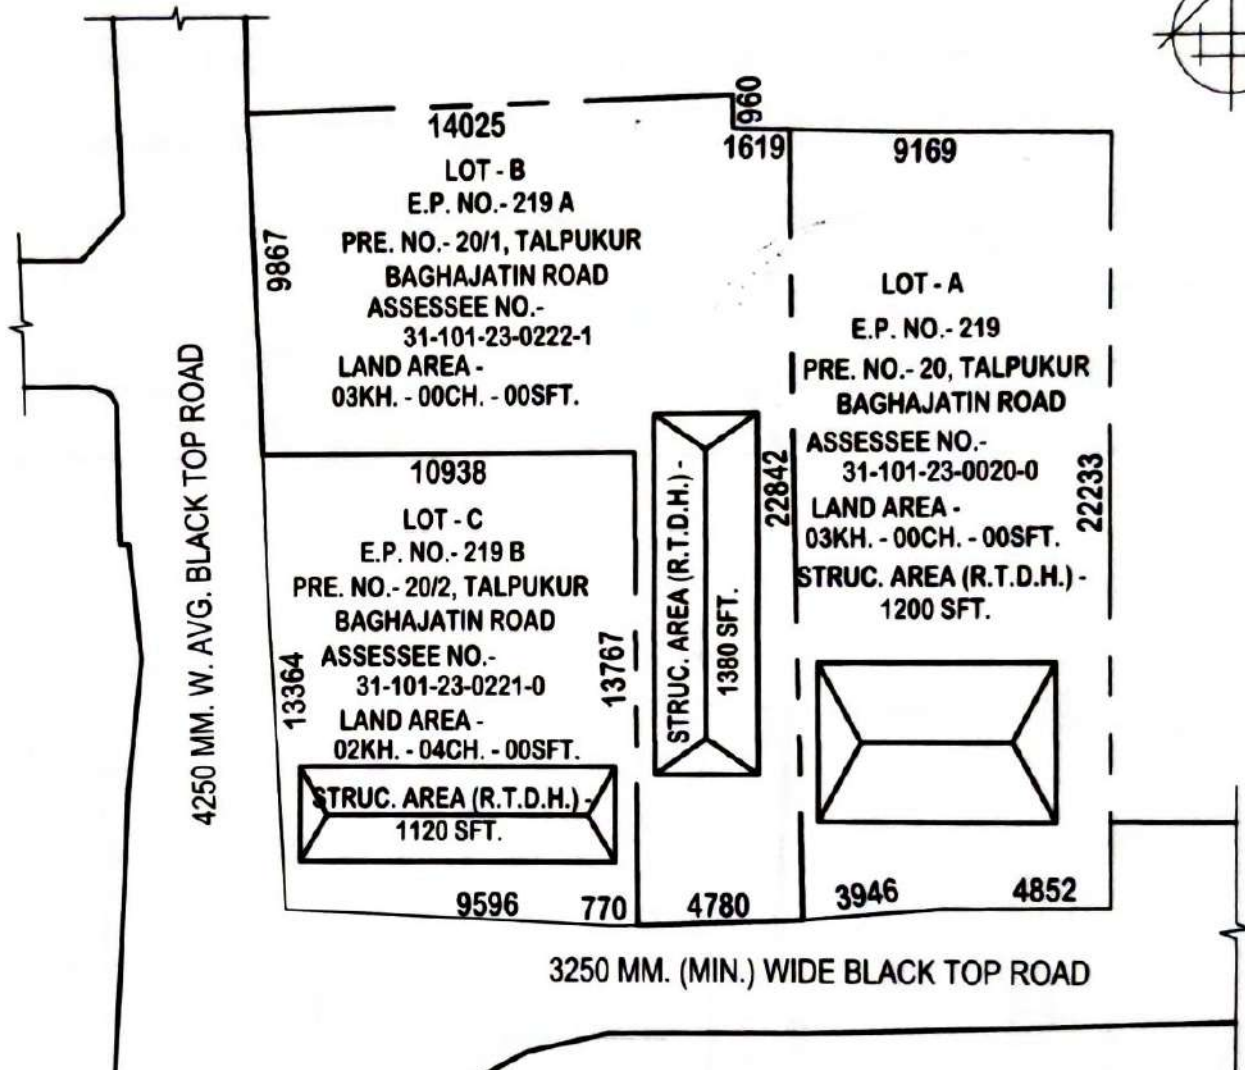 960
14025
1619
9169
LOT - B
E.P. NO.- 219 A
PRE. NO.- 20/1, TALPUKUR
BAGHAJATIN ROAD
ASSESSEE NO.-
31-101-23-0222-1
LAND AREA -
03KH. - 00CH. - 00SFT.
9867
LOT - A
E.P. NO.- 219
PRE. NO.- 20, TALPUKUR
BAGHAJATIN ROAD
ASSESSEE NO.-
31-101-23-0020-0
LAND AREA -
03KH. - 00CH. - 00SFT.
STRUC. AREA (R.T.D.H.) -
1200 SFT.
22842
22233
10938
LOT - C
E.P. NO.- 219 B
PRE. NO.- 20/2, TALPUKUR
BAGHAJATIN ROAD
ASSESSEE NO.-
31-101-23-0221-0
LAND AREA -
02KH. - 04CH. - 00SFT.
STRUC. AREA (R.T.D.H.) -
1120 SFT.
13364
13767
STRUC. AREA (R.T.D.H.) -
1380 SFT.
4250 MM. W. AVG. BLACK TOP ROAD
9596
770
4780
3946
4852
3250 MM. (MIN.) WIDE BLACK TOP ROAD